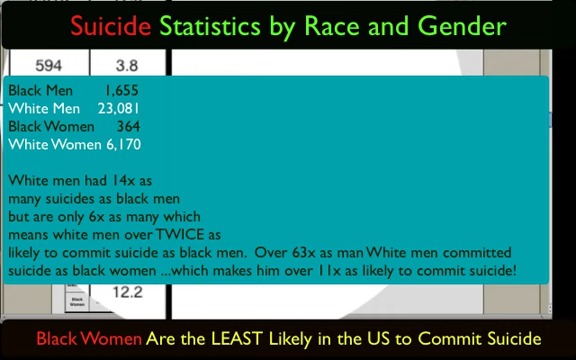 Suicide Statistics by Race and Gender
594 3.8
Black Men 1,655
White Men 23,081
Black Women 364
White Women 6,170
White men had 14x as
many suicides as black men
but are only 6x as many which
means white men over TWICE as
likely to commit suicide as black men. Over 63x as man White men committed
suicide as black women ...which makes him over 11x as likely to commit suicide!
Black
Women
12.2
Black Women Are the LEAST Likely in the US to Commit Suicide